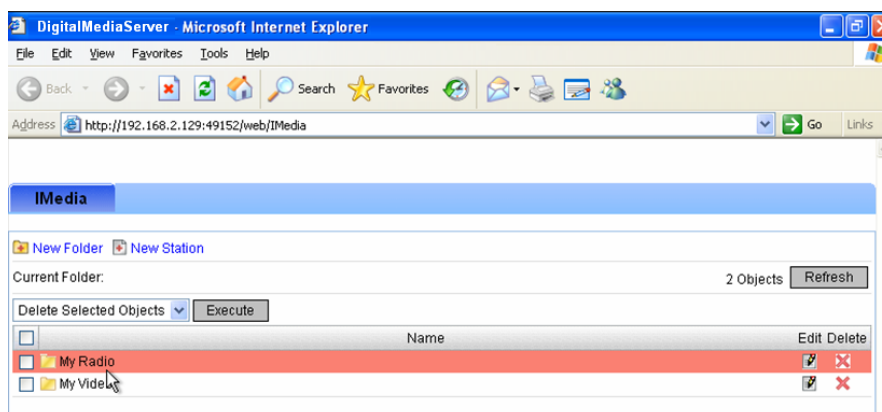 DigitalMediaServer - Microsoft Internet Explorer
File Edit View Favorites Tools Help
Back Search Favorites
Address http://192.168.2.129:49152/web/IMedia Go Links
IMedia
New Folder New Station
Current Folder: 2 Objects Refresh
Delete Selected Objects Execute
Name Edit Delete
My Radio
My Video